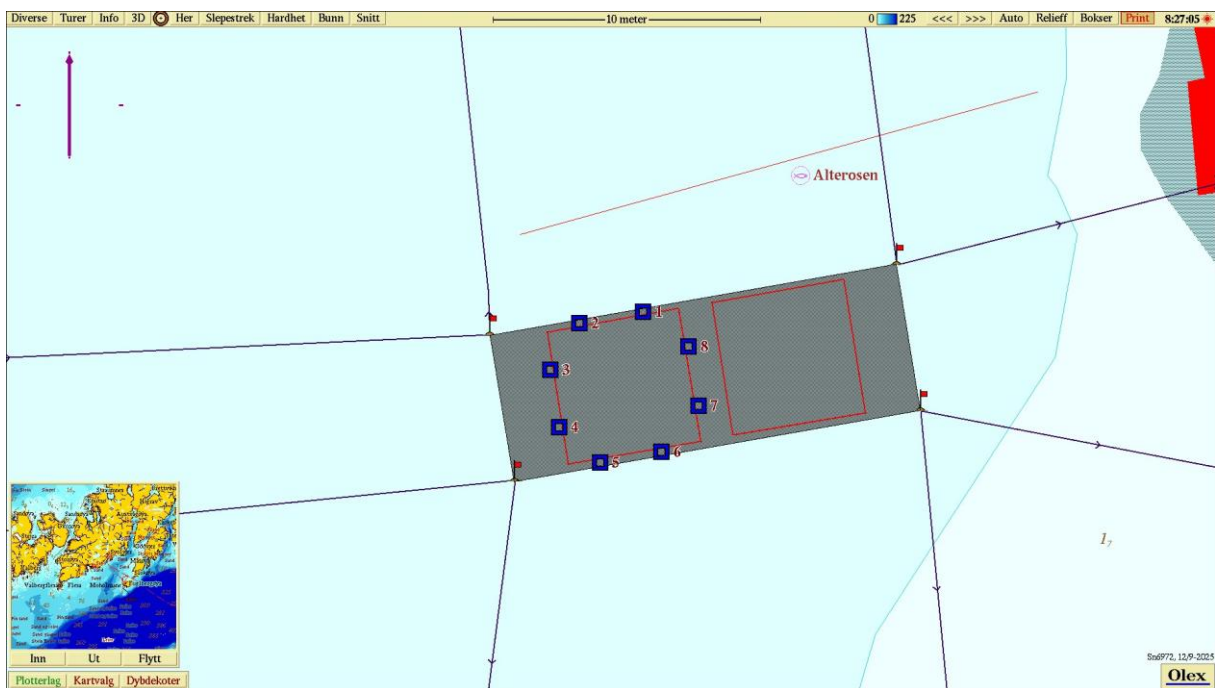 Diverse Turer Info 3D Her Slepestrek Hardhet Bunn Snitt 10 meter 0 225 <<< >>> Auto Relieff Bokser Print 8:27:05
Alterosen
1
2
8
3
7
4
6
5
1₇
Inn Ut Flytt
Sn6972, 12/9-2025
Plotterlag Kartvalg Dybdekoter
Olex